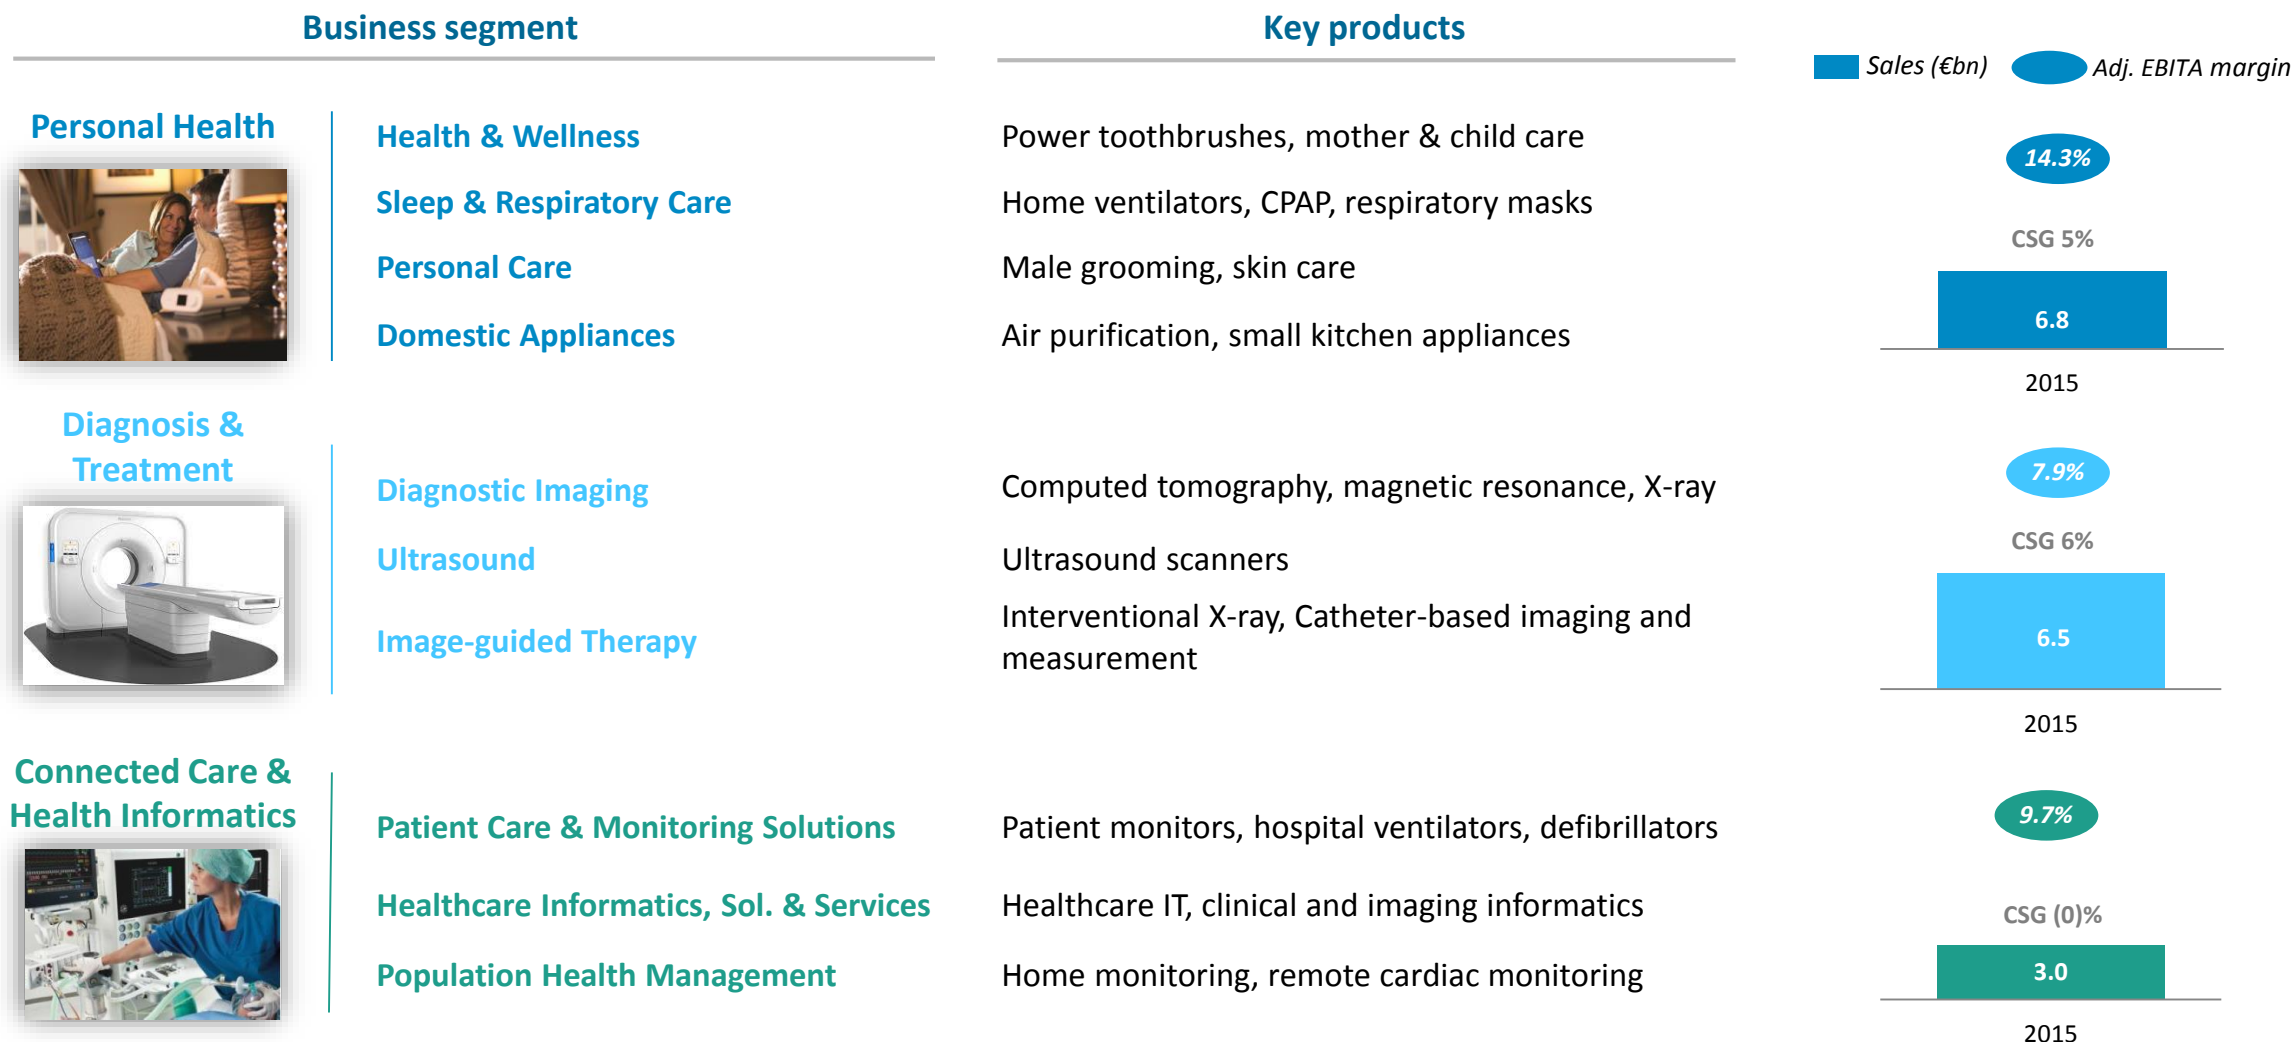 Business segment
Key products
Sales (€bn)
Adj. EBITA margin
Personal Health
Health & Wellness
Power toothbrushes, mother & child care
14.3%
Sleep & Respiratory Care
Home ventilators, CPAP, respiratory masks
CSG 5%
Personal Care
Male grooming, skin care
Domestic Appliances
Air purification, small kitchen appliances
6.8
2015
Diagnosis &
Treatment
Diagnostic Imaging
Computed tomography, magnetic resonance, X-ray
7.9%
CSG 6%
Ultrasound
Ultrasound scanners
Image-guided Therapy
Interventional X-ray, Catheter-based imaging and
measurement
6.5
2015
Connected Care &
Health Informatics
Patient Care & Monitoring Solutions
Patient monitors, hospital ventilators, defibrillators
9.7%
Healthcare Informatics, Sol. & Services
Healthcare IT, clinical and imaging informatics
CSG (0)%
Population Health Management
Home monitoring, remote cardiac monitoring
3.0
2015